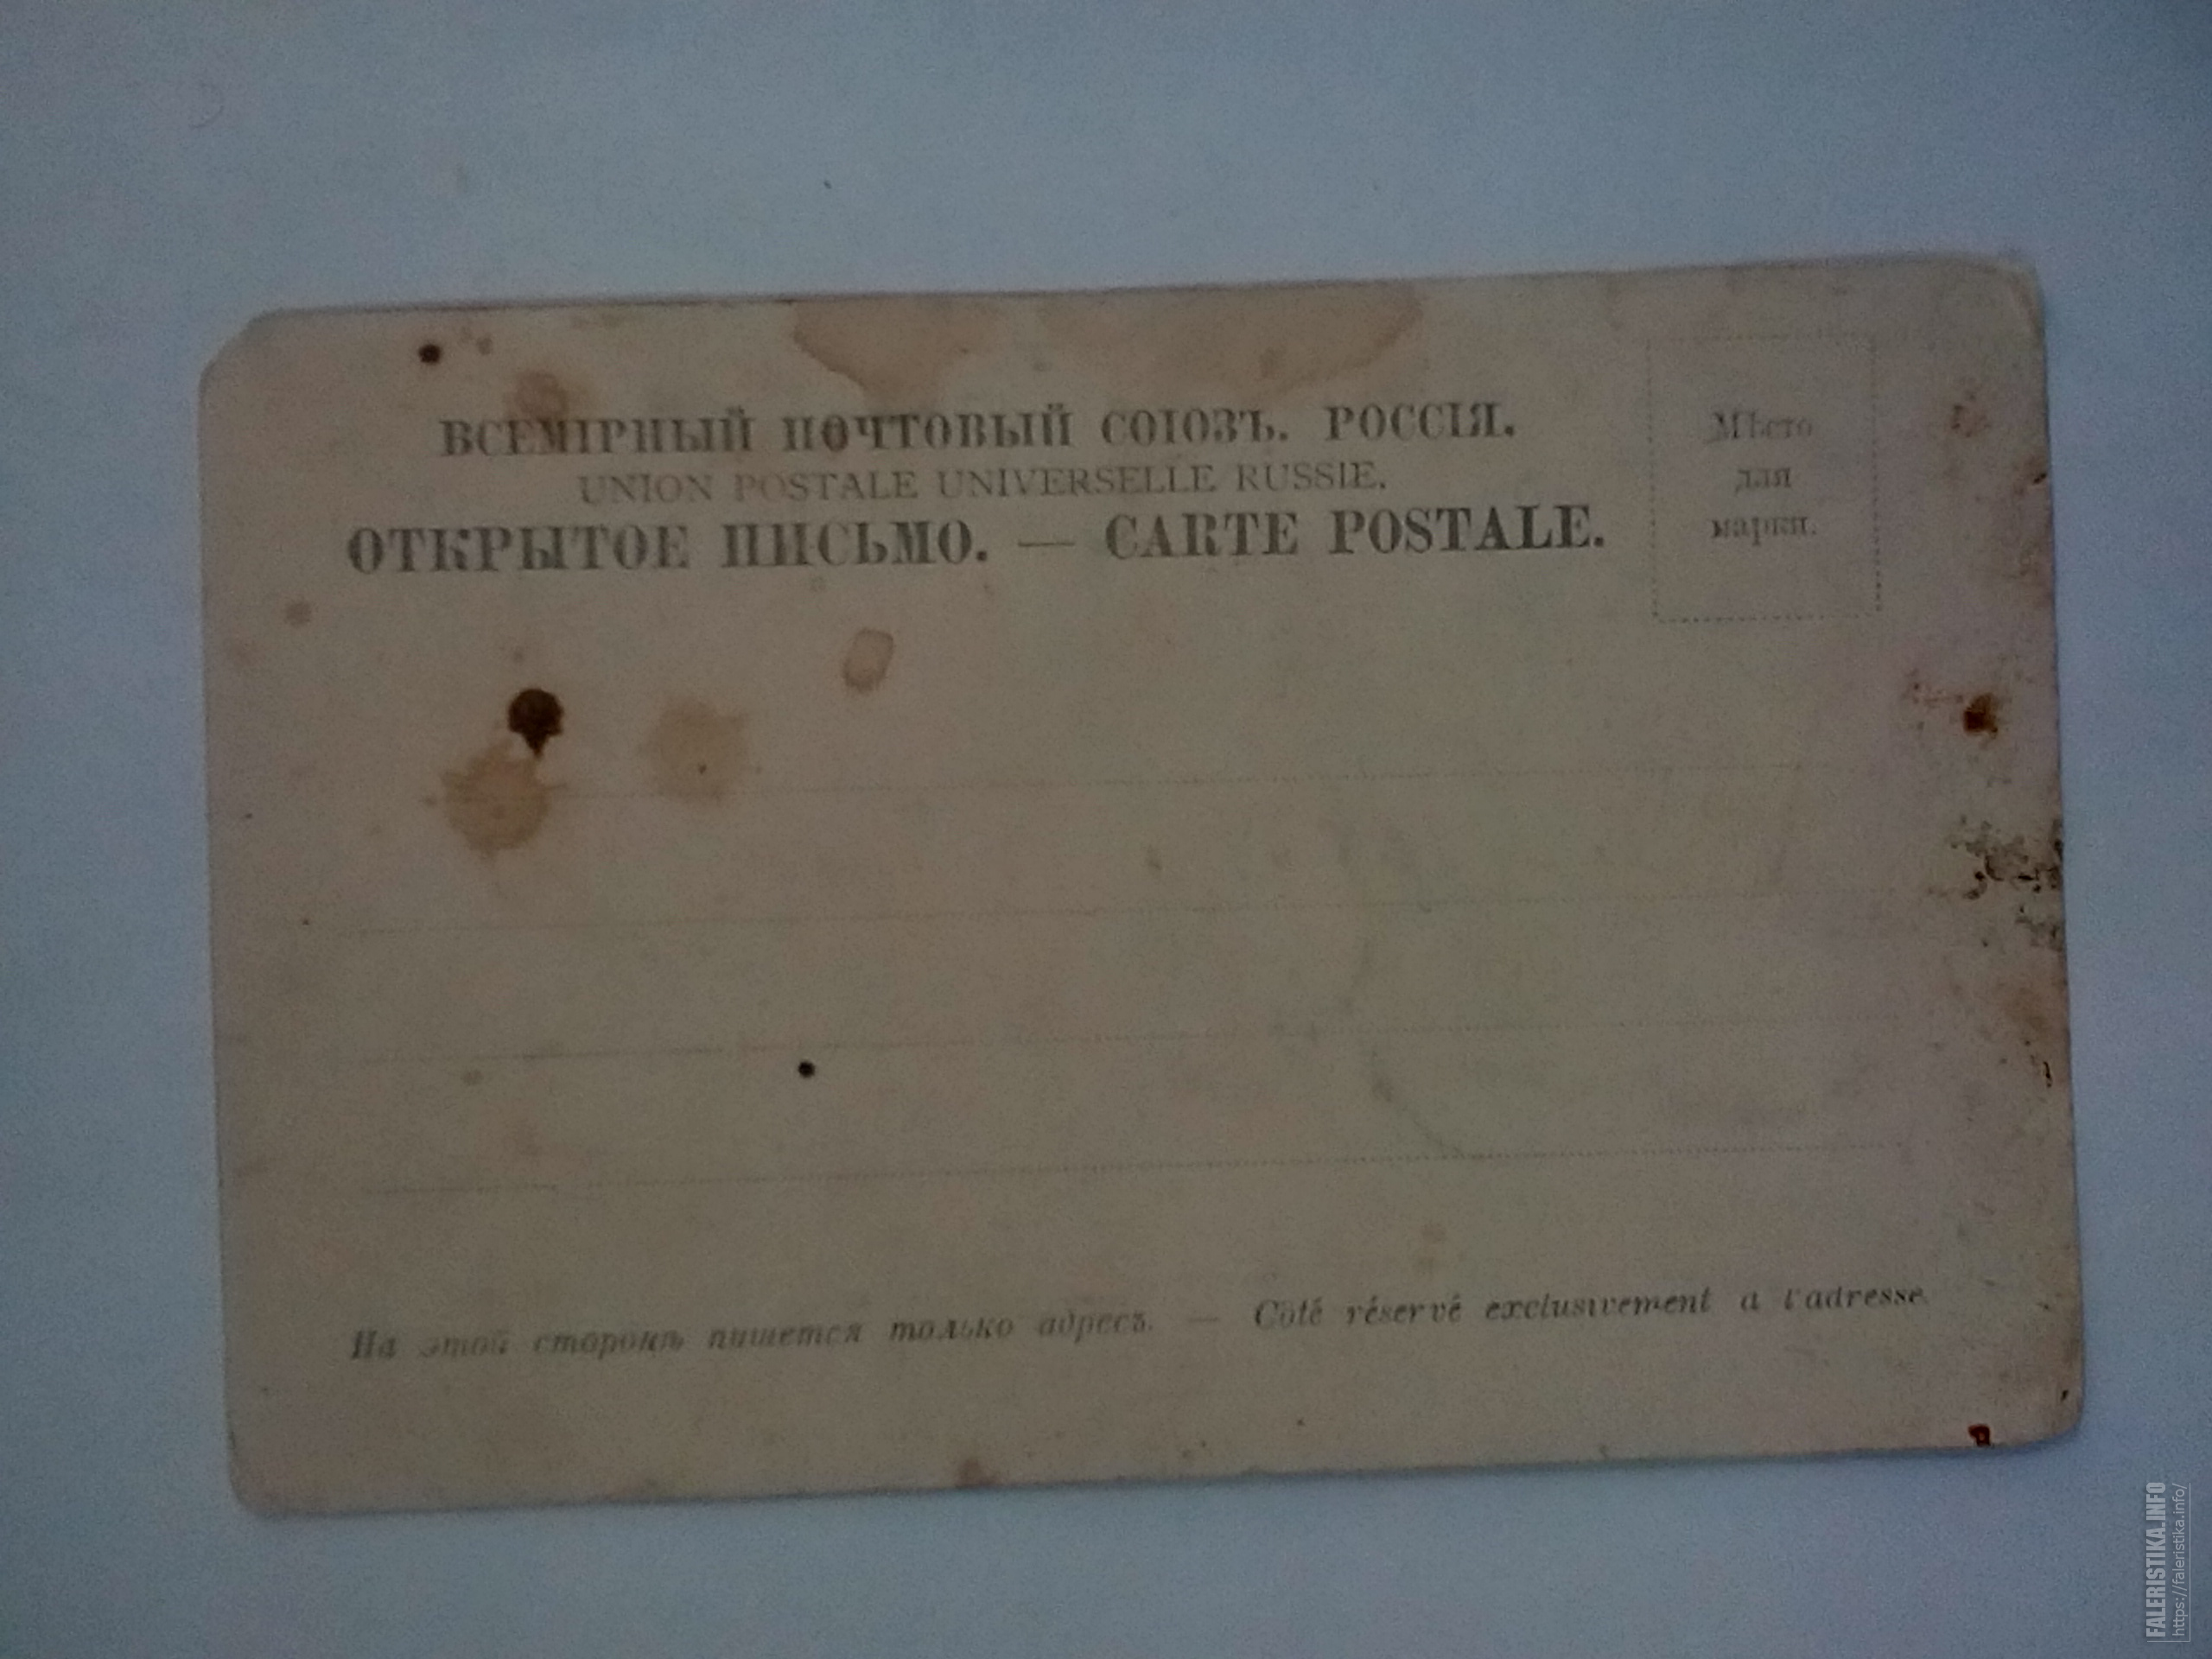 ВСЕМІРНЫЙ ПОЧТОВЫЙ СОЮЗЪ. РОССІЯ.
UNION POSTALE UNIVERSELLE RUSSIE.
ОТКРЫТОЕ ПИСЬМО. — CARTE POSTALE.
Мѣсто
для
марки.
На этой сторонѣ пишется только адресъ. — Côté réservé exclusivement a l'adresse.
FALERISTIKA.INFO
https://faleristika.info/